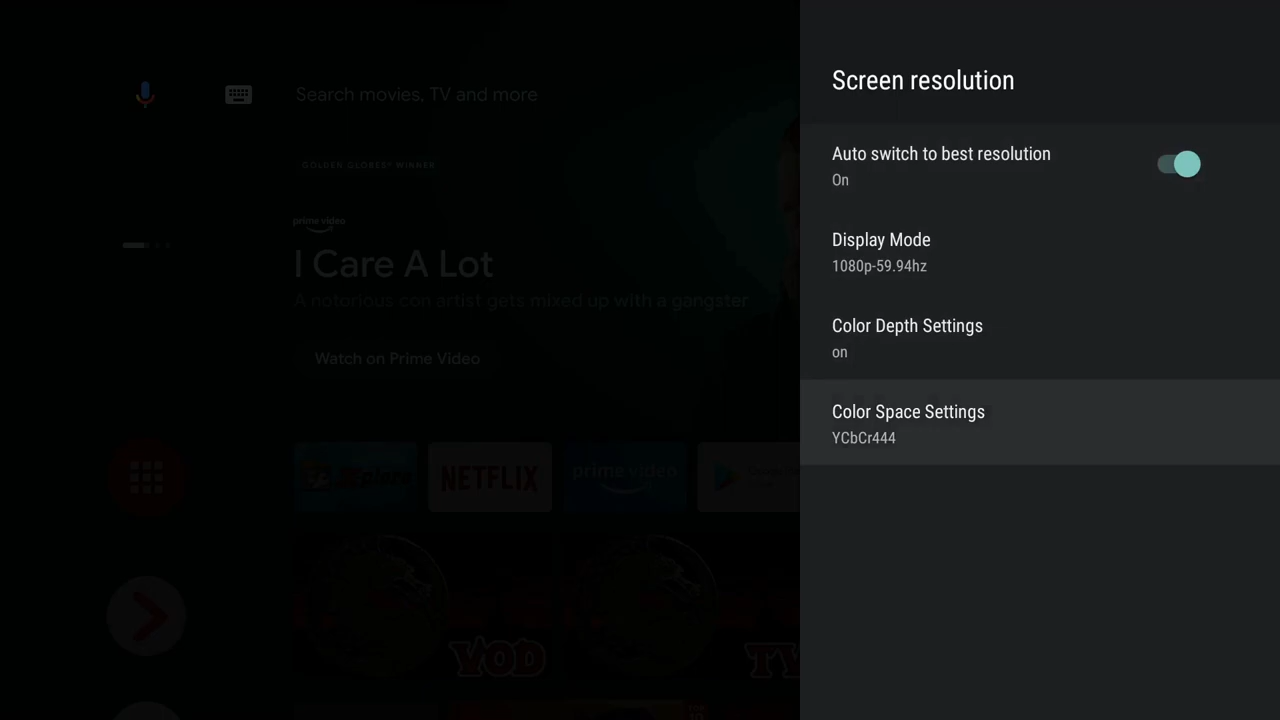 Search movies, TV and more
GOLDEN GLOBES® WINNER
prime video
I Care A Lot
A notorious con artist gets mixed up with a gangster
Watch on Prime Video
NETFLIX
prime video
VOD
TV
Screen resolution
Auto switch to best resolution
On
Display Mode
1080p-59.94hz
Color Depth Settings
on
Color Space Settings
YCbCr444